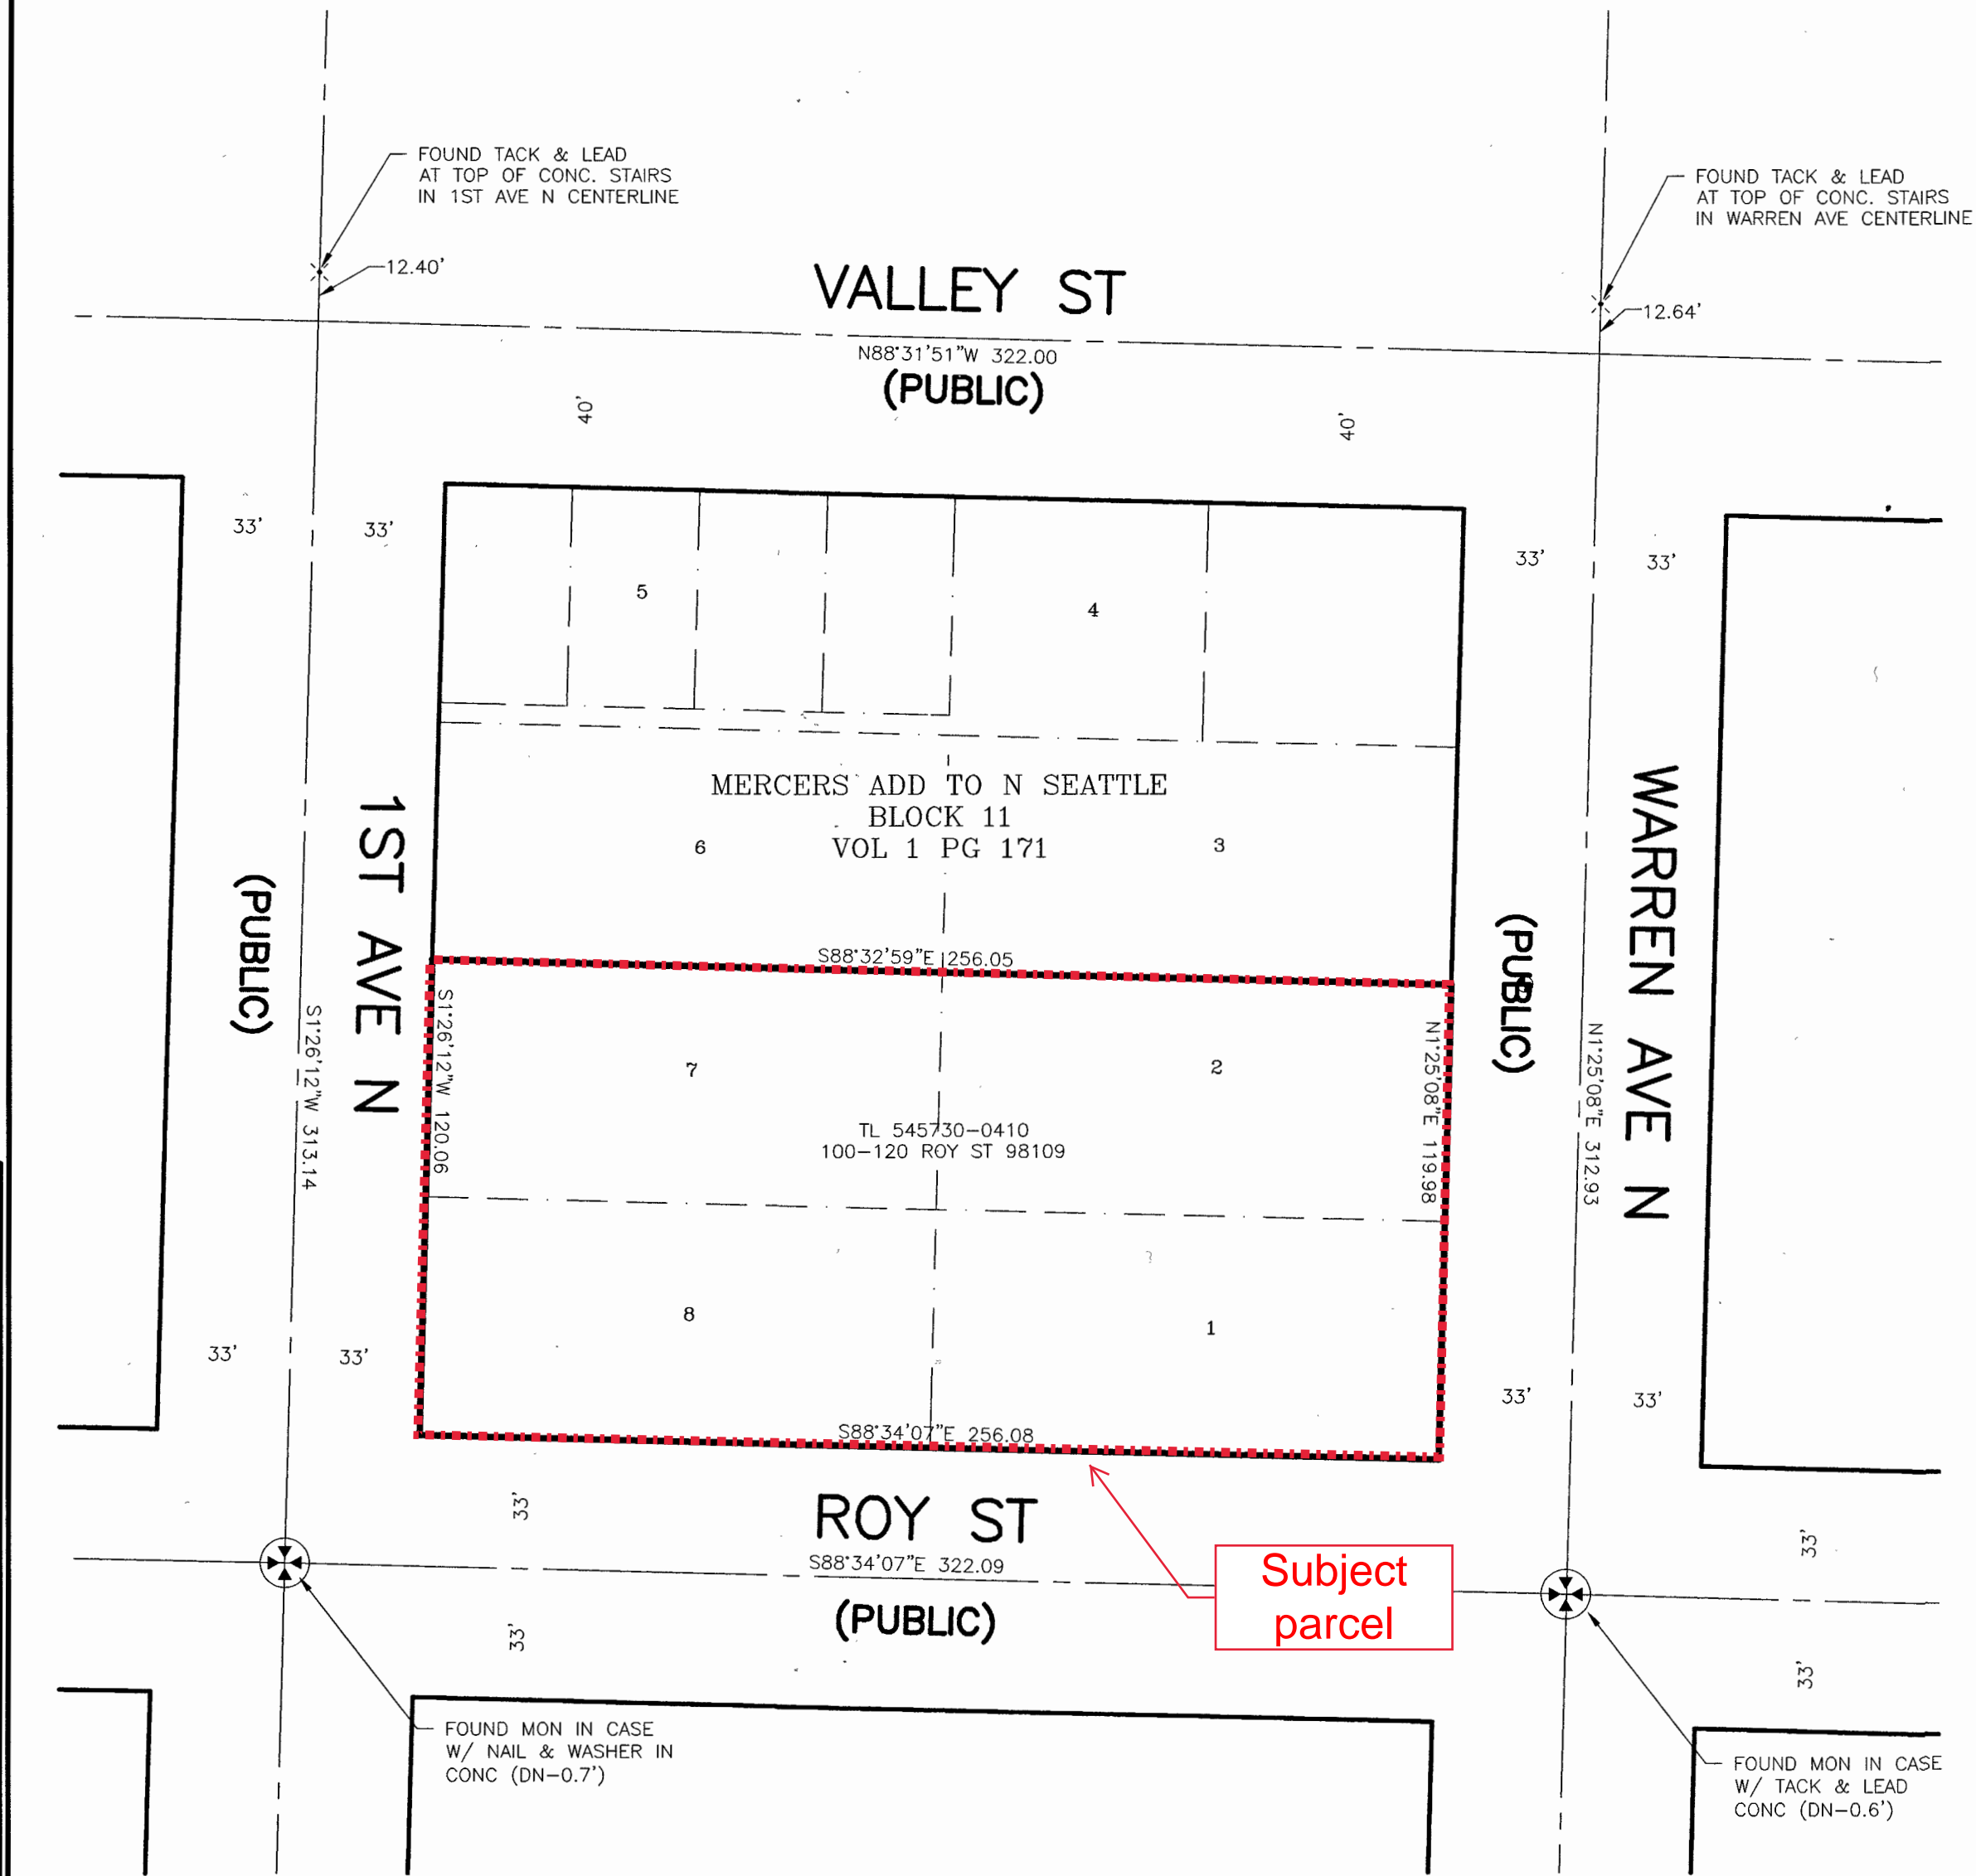 FOUND TACK & LEAD
AT TOP OF CONC. STAIRS
IN 1ST AVE N CENTERLINE
FOUND TACK & LEAD
AT TOP OF CONC. STAIRS
IN WARREN AVE CENTERLINE
12.40'
12.64'
VALLEY ST
N88°31'51"W 322.00
(PUBLIC)
40'
40'
33'
33'
33'
33'
5
4
MERCERS ADD TO N SEATTLE
BLOCK 11
VOL 1 PG 171
6
3
1ST AVE N
(PUBLIC)
S1°26'12"W 313.14
WARREN AVE N
(PUBLIC)
N1°25'08"E 312.93
S88°32'59"E 256.05
S1°26'12"W 120.06
N1°25'08"E 119.98
7
2
TL 545730-0410
100-120 ROY ST 98109
8
1
33'
33'
33'
33'
S88°34'07"E 256.08
33'
ROY ST
S88°34'07"E 322.09
(PUBLIC)
33'
33'
33'
Subject
parcel
FOUND MON IN CASE
W/ NAIL & WASHER IN
CONC (DN-0.7')
FOUND MON IN CASE
W/ TACK & LEAD
CONC (DN-0.6')